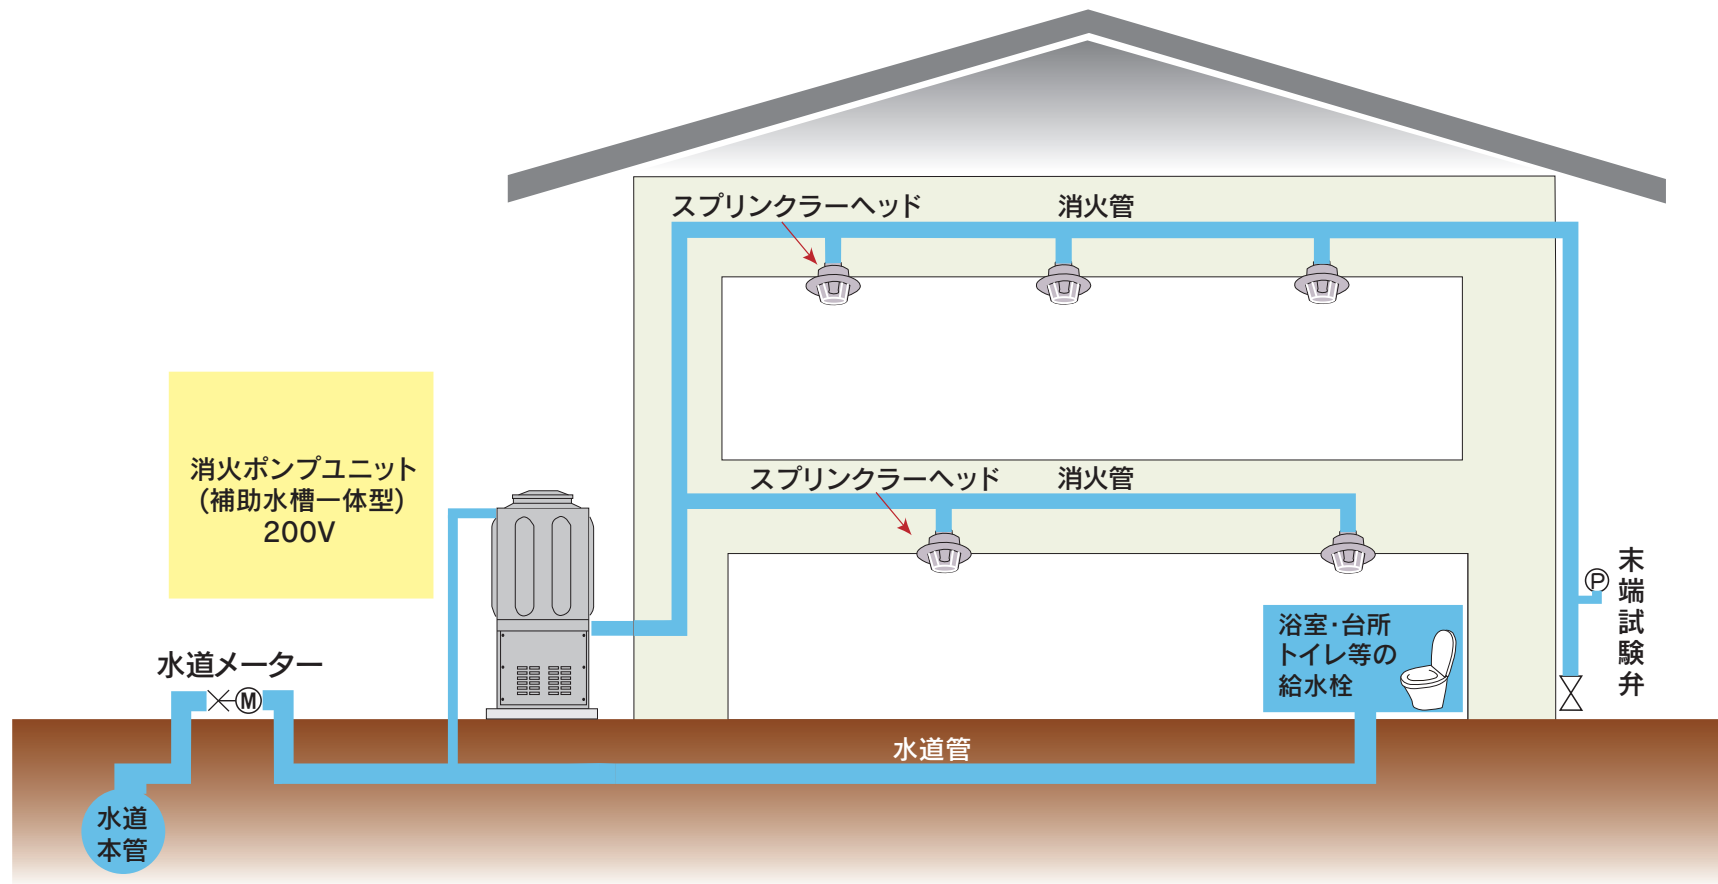 スプリンクラーヘッド
消火管
スプリンクラーヘッド
消火管
消火ポンプユニット
(補助水槽一体型)
200V
水道メーター
M
浴室・台所
トイレ等の
給水栓
P
末端試験弁
水道管
水道
本管